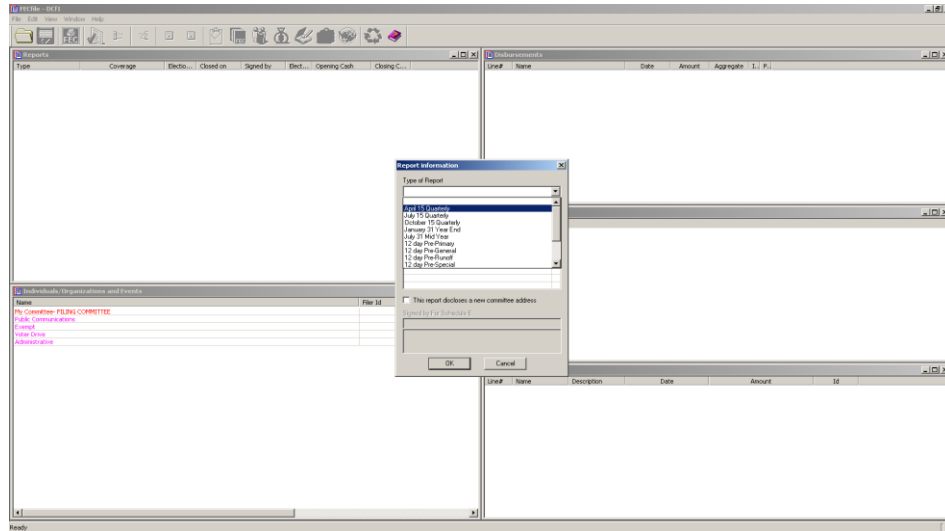 FECfile - OCT1
File Edit View Window Help
FEC
Reports
Type Coverage Electio... Closed on Signed by Elect... Opening Cash Closing C...
Disbursements
Line# Name Date Amount Aggregate I.. P..
Report information
Type of Report
April 15 Quarterly
July 15 Quarterly
October 15 Quarterly
January 31 Year End
July 31 Mid Year
12 day Pre-Primary
12 day Pre-General
12 day Pre-Runoff
12 day Pre-Special
This report discloses a new committee address
Signed by For Schedule E
OK Cancel
Individuals/Organizations and Events
Name Filer Id
My Committee- FILING COMMITTEE
Public Communications
Exempt
Voter Drive
Administrative
Line# Name Description Date Amount Id
Ready